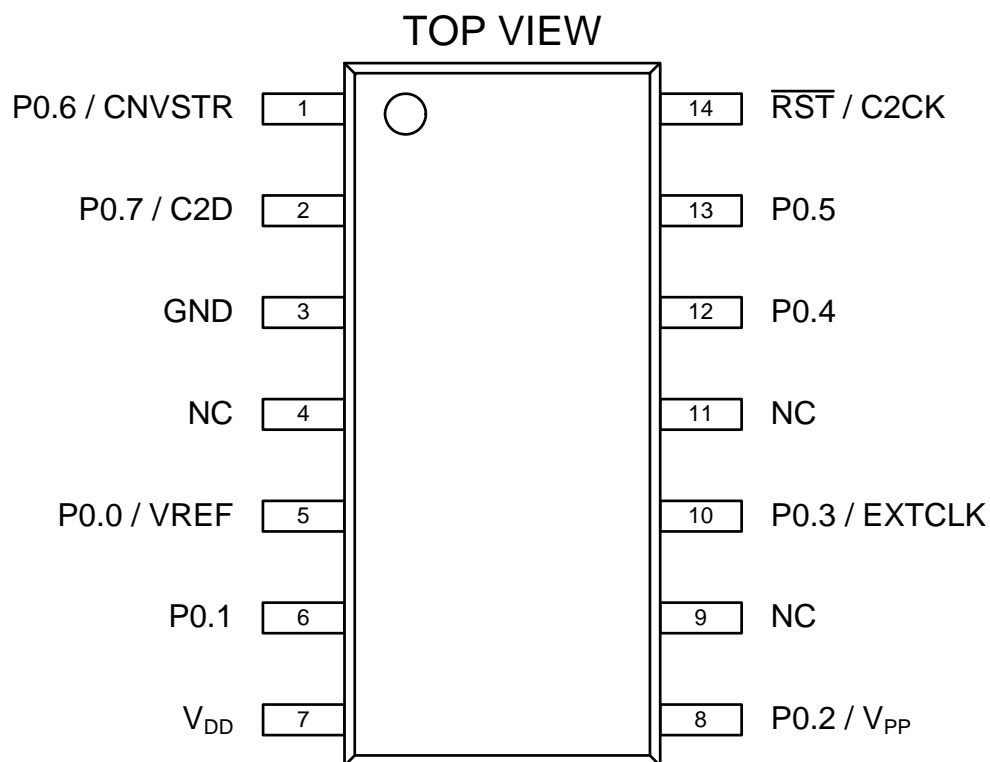 TOP VIEW
P0.6 / CNVSTR 1 14 RST / C2CK
P0.7 / C2D 2 13 P0.5
GND 3 12 P0.4
NC 4 11 NC
P0.0 / VREF 5 10 P0.3 / EXTCLK
P0.1 6 9 NC
VDD 7 8 P0.2 / VPP